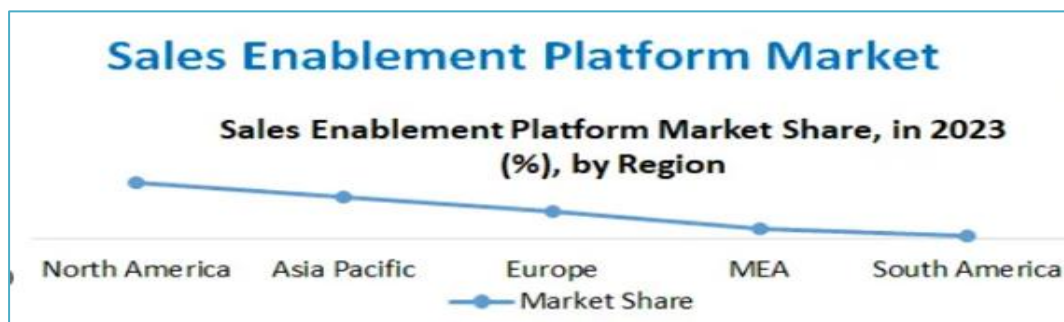 Sales Enablement Platform Market
Sales Enablement Platform Market Share, in 2023
(%), by Region
North America Asia Pacific Europe MEA South America
Market Share